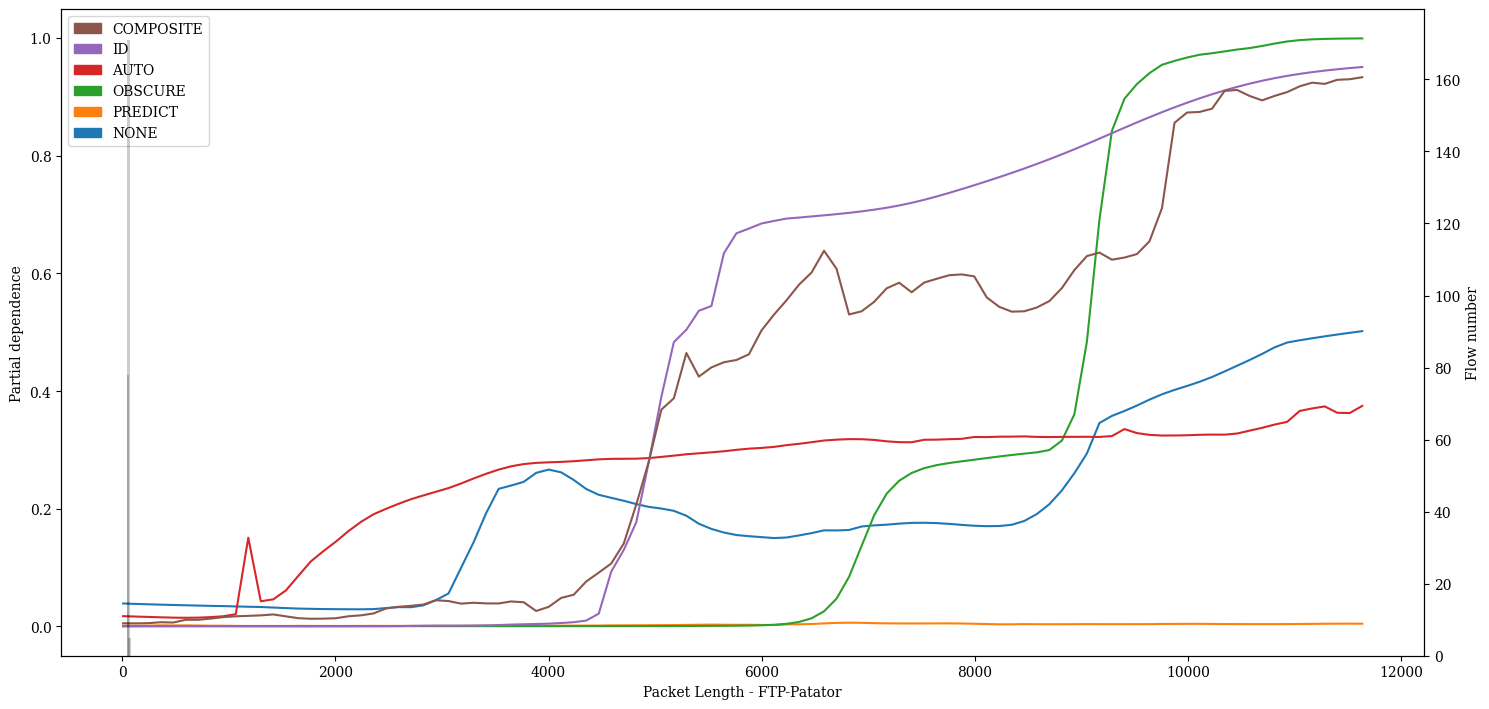 COMPOSITE
ID
AUTO
OBSCURE
PREDICT
NONE
Partial dependence
1.0
0.8
0.6
0.4
0.2
0.0
Flow number
160
140
120
100
80
60
40
20
0
0 2000 4000 6000 8000 10000 12000
Packet Length - FTP-Patator